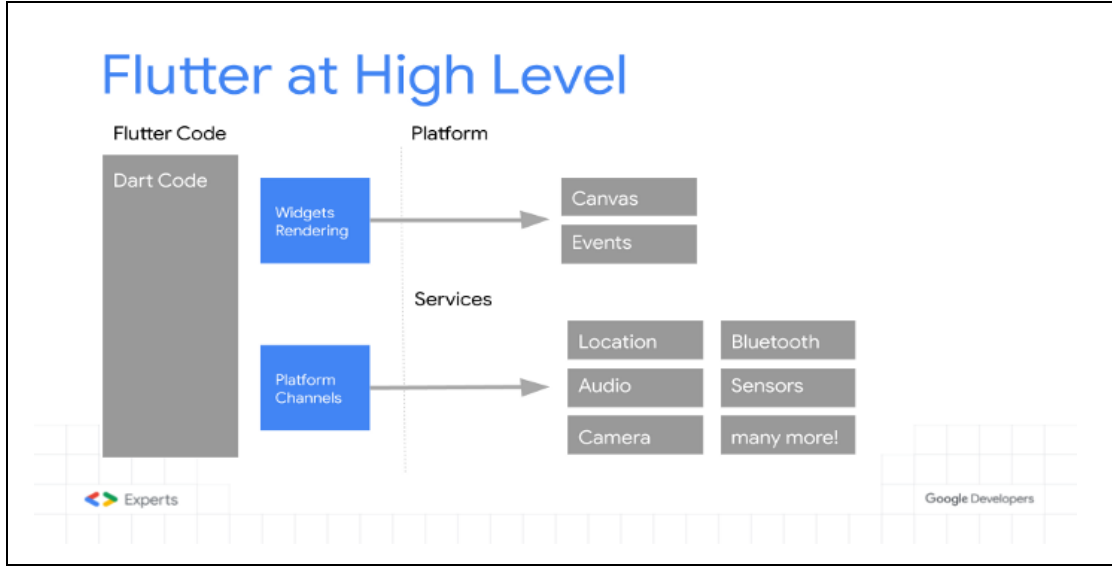 Flutter at High Level
Flutter Code
Platform
Dart Code
Widgets
Rendering
Canvas
Events
Services
Platform
Channels
Location
Bluetooth
Audio
Sensors
Camera
many more!
Experts
Google Developers